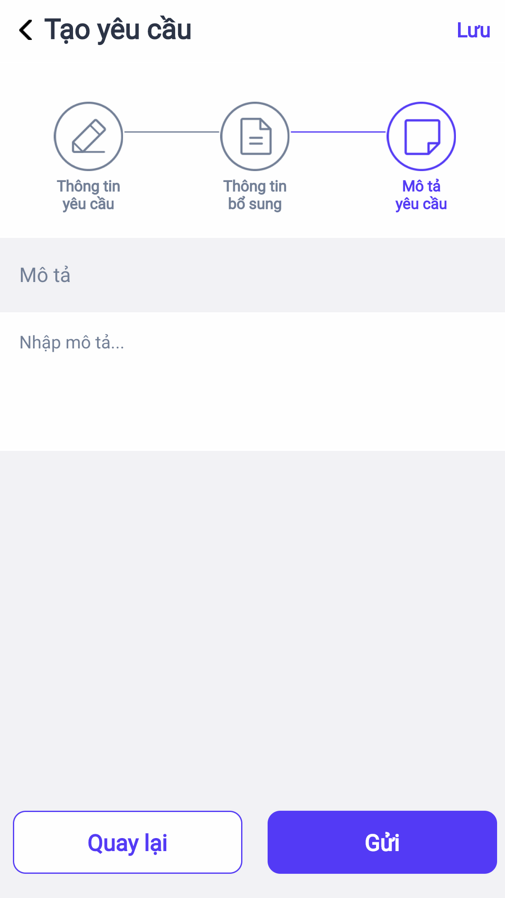 Tạo yêu cầu
Lưu
Thông tin
yêu cầu
Thông tin
bổ sung
Mô tả
yêu cầu
Mô tả
Nhập mô tả...
Quay lại
Gửi